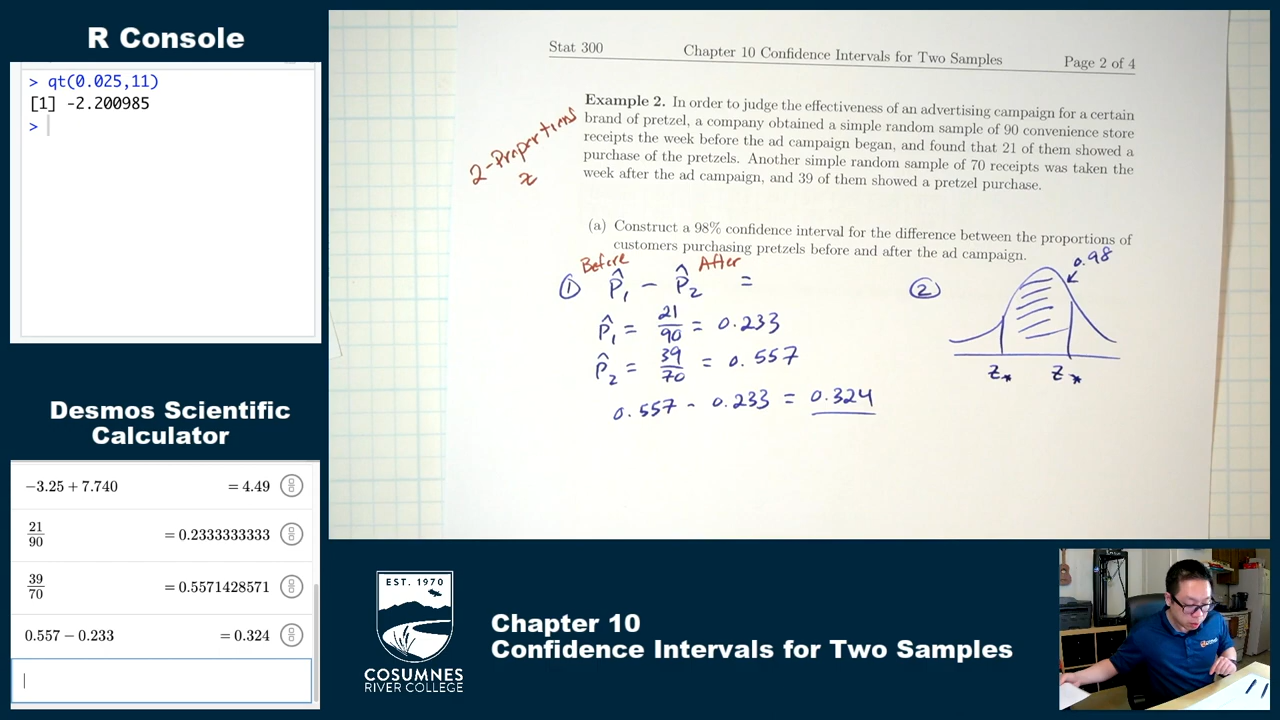 R Console
> qt(0.025,11)
[1] -2.200985
>
Desmos Scientific
Calculator
−3.25 + 7.740 = 4.49
21/90 = 0.2333333333
39/70 = 0.5571428571
0.557 − 0.233 = 0.324
Stat 300 Chapter 10 Confidence Intervals for Two Samples Page 2 of 4
2-Proportions
z
Example 2. In order to judge the effectiveness of an advertising campaign for a certain
brand of pretzel, a company obtained a simple random sample of 90 convenience store
receipts the week before the ad campaign began, and found that 21 of them showed a
purchase of the pretzels. Another simple random sample of 70 receipts was taken the
week after the ad campaign, and 39 of them showed a pretzel purchase.
(a) Construct a 98% confidence interval for the difference between the proportions of
customers purchasing pretzels before and after the ad campaign.
Before After
① p̂₁ − p̂₂ =
p̂₁ = 21/90 = 0.233
p̂₂ = 39/70 = 0.557
0.557 - 0.233 = 0.324
② 0.98
z* z*
EST. 1970
COSUMNES
RIVER COLLEGE
Chapter 10
Confidence Intervals for Two Samples